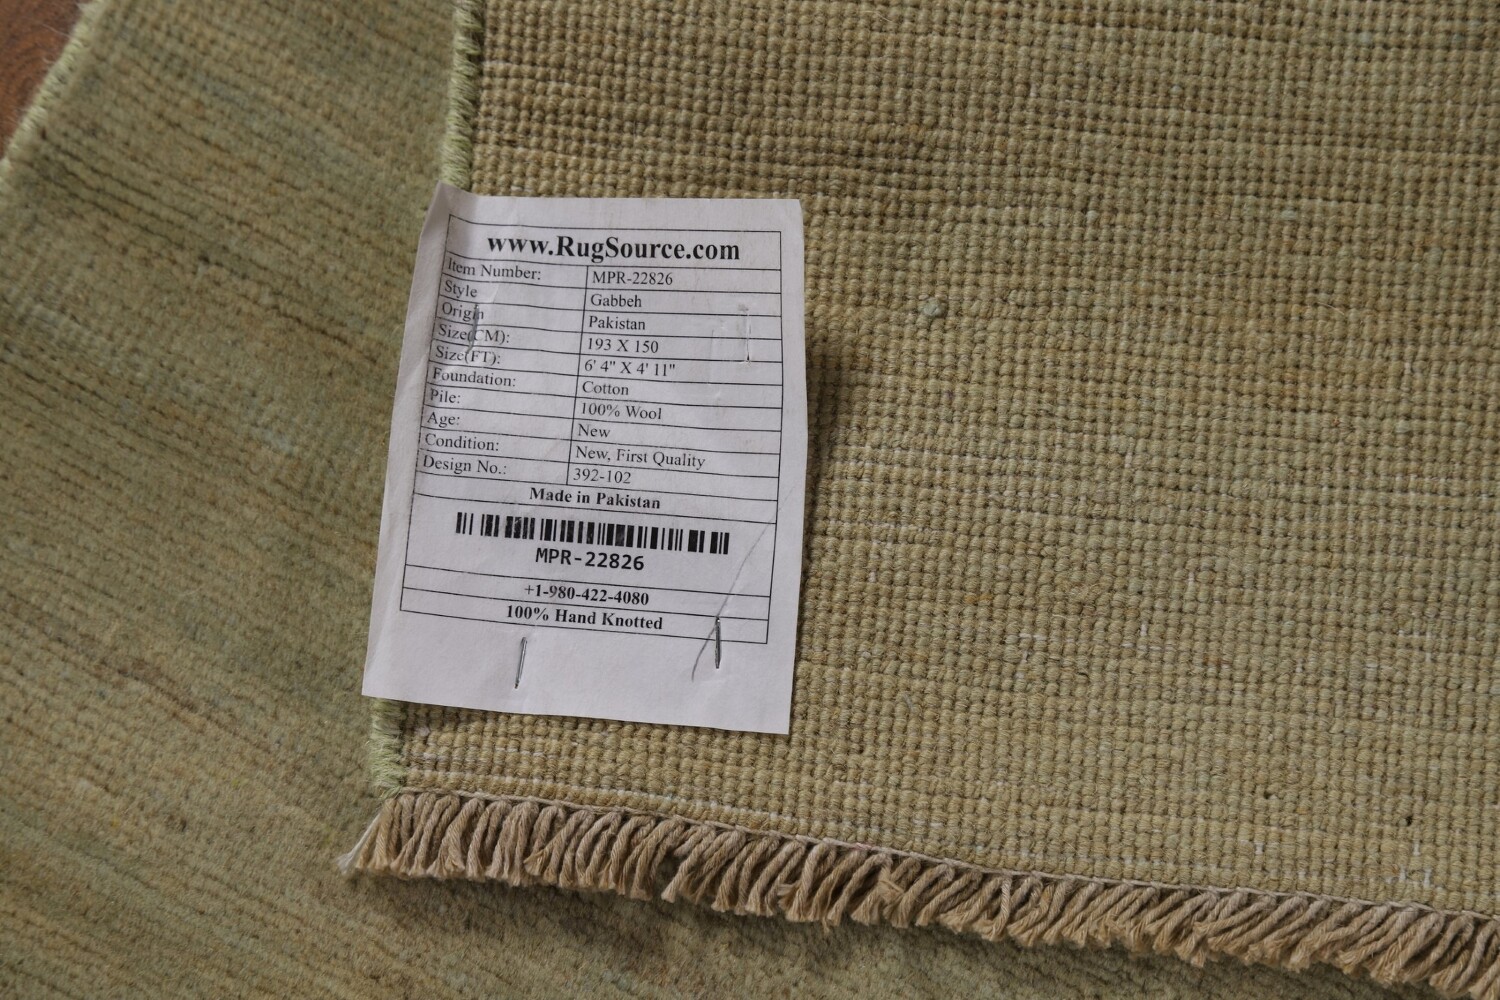 www.RugSource.com
Item Number: MPR-22826
Style Gabbeh
Origin Pakistan
Size(CM): 193 X 150
Size(FT): 6' 4" X 4' 11"
Foundation: Cotton
Pile: 100% Wool
Age: New
Condition: New, First Quality
Design No.: 392-102
Made in Pakistan
MPR-22826
+1-980-422-4080
100% Hand Knotted